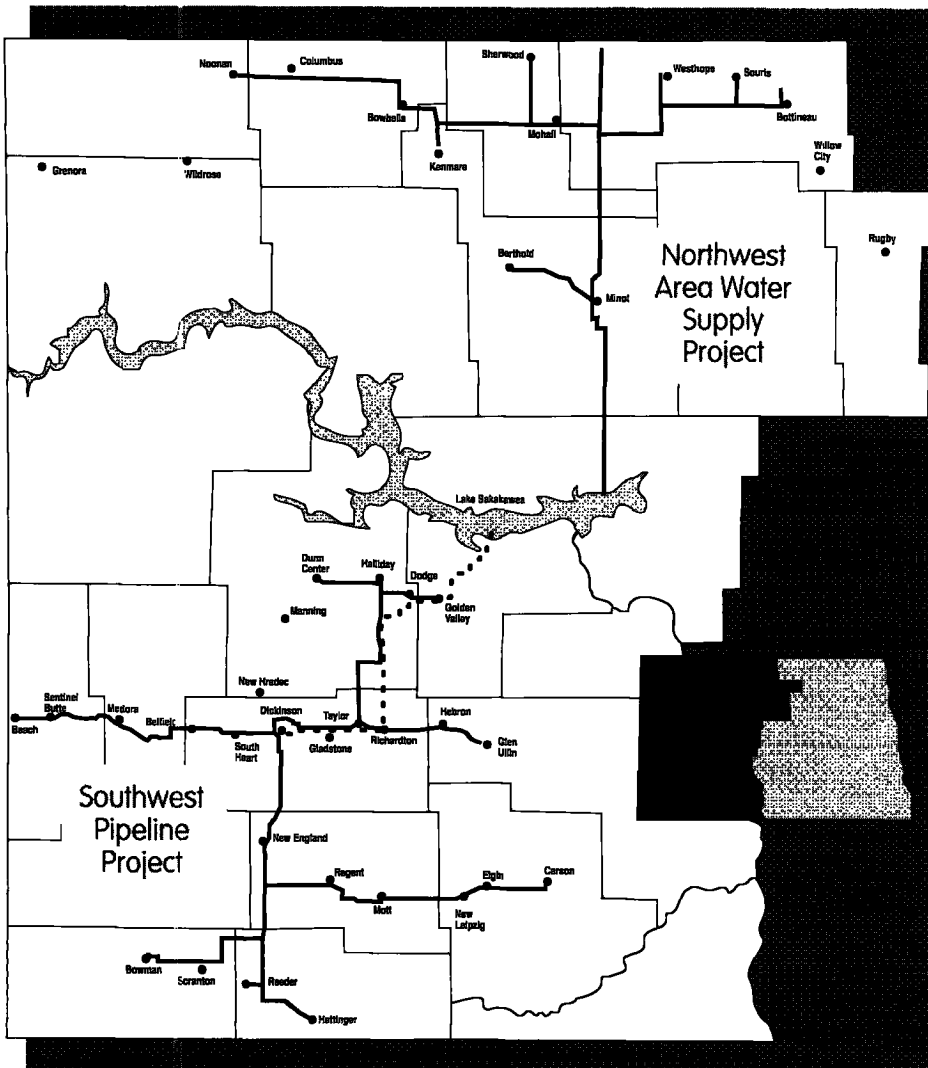 Noonan
Columbus
Sherwood
Westhope
Souris
Bowbells
Mohall
Bottineau
Kenmare
Willow
City
Grenora
Wildrose
Rugby
Berthold
Northwest
Area Water
Supply
Project
Minot
Lake Sakakawea
Dunn
Center
Halliday
Dodge
Manning
Golden
Valley
New Hradec
Sentinel
Butte
Medora
Dickinson
Taylor
Hebron
Beach
Belfield
South
Heart
Gladstone
Richardton
Glen
Ullin
Southwest
Pipeline
Project
New England
Regent
Elgin
Carson
Mott
New
Leipzig
Bowman
Scranton
Reeder
Hettinger